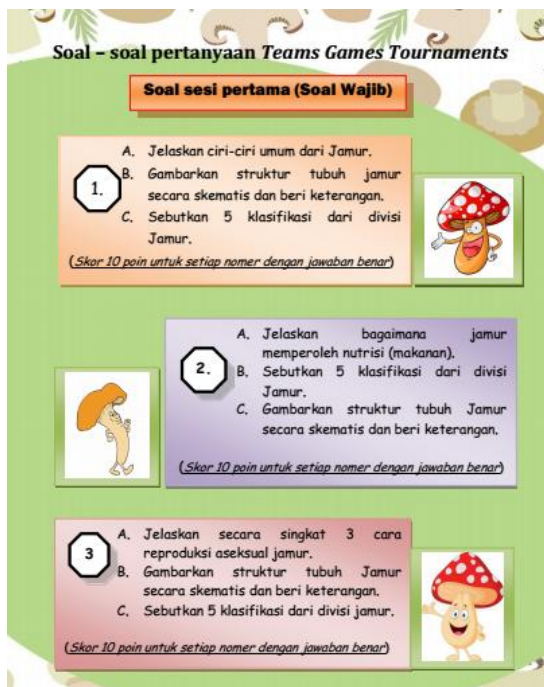 Soal – soal pertanyaan Teams Games Tournaments
Soal sesi pertama (Soal Wajib)
1.
A. Jelaskan ciri-ciri umum dari Jamur.
B. Gambarkan struktur tubuh jamur
secara skematis dan beri keterangan.
C. Sebutkan 5 klasifikasi dari divisi
Jamur.
(Skor 10 poin untuk setiap nomer dengan jawaban benar)
2.
A. Jelaskan bagaimana jamur
memperoleh nutrisi (makanan).
B. Sebutkan 5 klasifikasi dari divisi
Jamur.
C. Gambarkan struktur tubuh Jamur
secara skematis dan beri keterangan.
(Skor 10 poin untuk setiap nomer dengan jawaban benar)
3
A. Jelaskan secara singkat 3 cara
reproduksi aseksual jamur.
B. Gambarkan struktur tubuh Jamur
secara skematis dan beri keterangan.
C. Sebutkan 5 klasifikasi dari divisi jamur.
(Skor 10 poin untuk setiap nomer dengan jawaban benar)